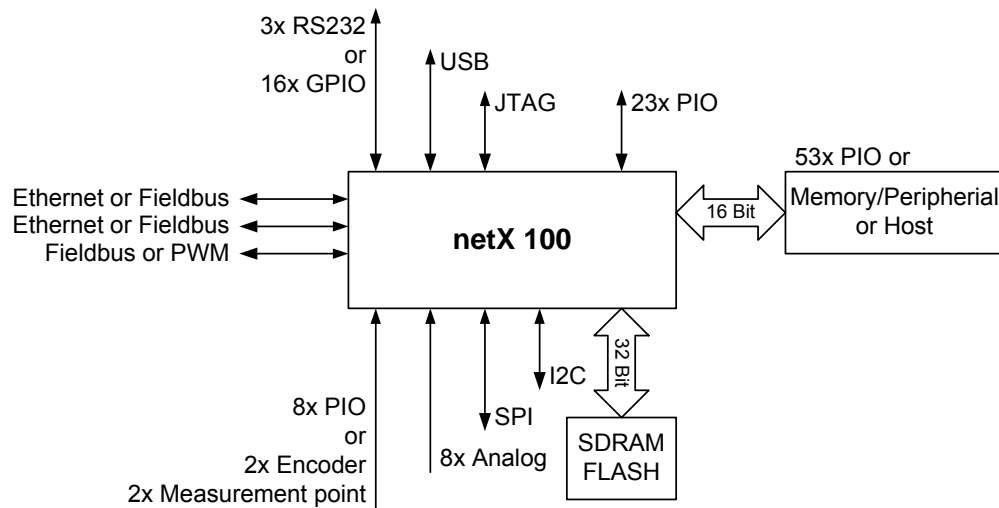 3x RS232
or
16x GPIO
USB
JTAG
23x PIO
53x PIO or
Memory/Peripherial
or Host
16 Bit
Ethernet or Fieldbus
Ethernet or Fieldbus
Fieldbus or PWM
netX 100
32 Bit
I2C
SPI
8x Analog
8x PIO
or
2x Encoder
2x Measurement point
SDRAM
FLASH